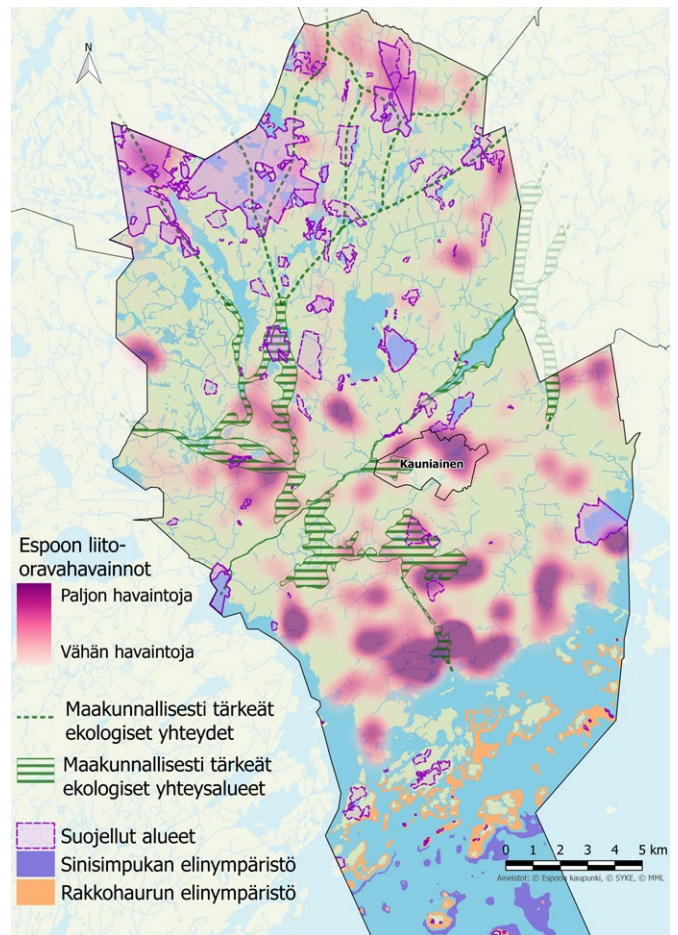 N
Kauniainen
Espoon liito-
oravahavainnot
Paljon havaintoja
Vähän havaintoja
Maakunnallisesti tärkeät
ekologiset yhteydet
Maakunnallisesti tärkeät
ekologiset yhteysalueet
Suojellut alueet
Sinisimpukan elinympäristö
Rakkohaurun elinympäristö
0 1 2 3 4 5 km
Aineistot: © Espoon kaupunki, © SYKE, © MML